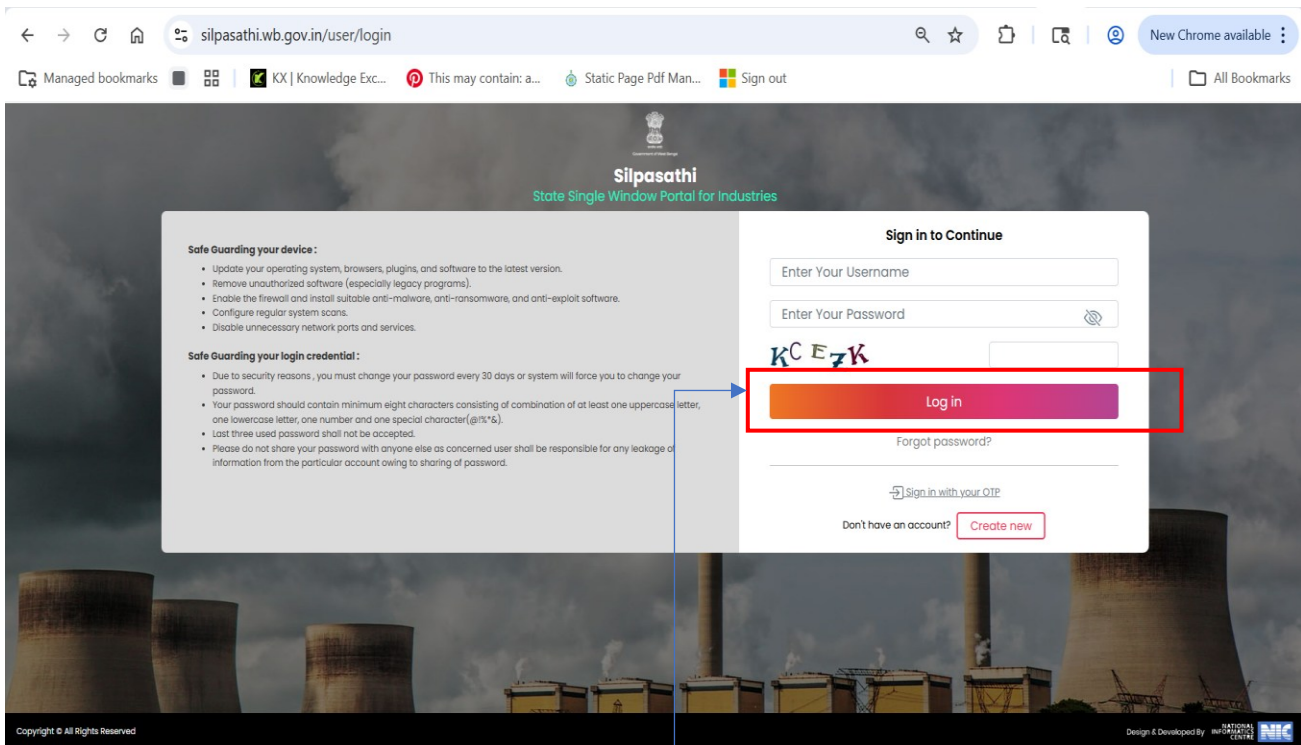 silpasathi.wb.gov.in/user/login
New Chrome available
Managed bookmarks
KX | Knowledge Exc...
This may contain: a...
Static Page Pdf Man...
Sign out
All Bookmarks
Silpasathi
State Single Window Portal for Industries
Safe Guarding your device :
Update your operating system, browsers, plugins, and software to the latest version.
Remove unauthorized software (especially legacy programs).
Enable the firewall and install suitable anti-malware, anti-ransomware, and anti-exploit software.
Configure regular system scans.
Disable unnecessary network ports and services.
Safe Guarding your login credential :
Due to security reasons , you must change your password every 30 days or system will force you to change your
password.
Your password should contain minimum eight characters consisting of combination of at least one uppercase letter,
one lowercase letter, one number and one special character(@!%*&).
Last three used password shall not be accepted.
Please do not share your password with anyone else as concerned user shall be responsible for any leakage of
information from the particular account owing to sharing of password.
Sign in to Continue
Enter Your Username
Enter Your Password
KCE7K
Log in
Forgot password?
Sign in with your OTP
Don't have an account?
Create new
Copyright © All Rights Reserved
Design & Developed By
NATIONAL
INFORMATICS
CENTRE
NIC